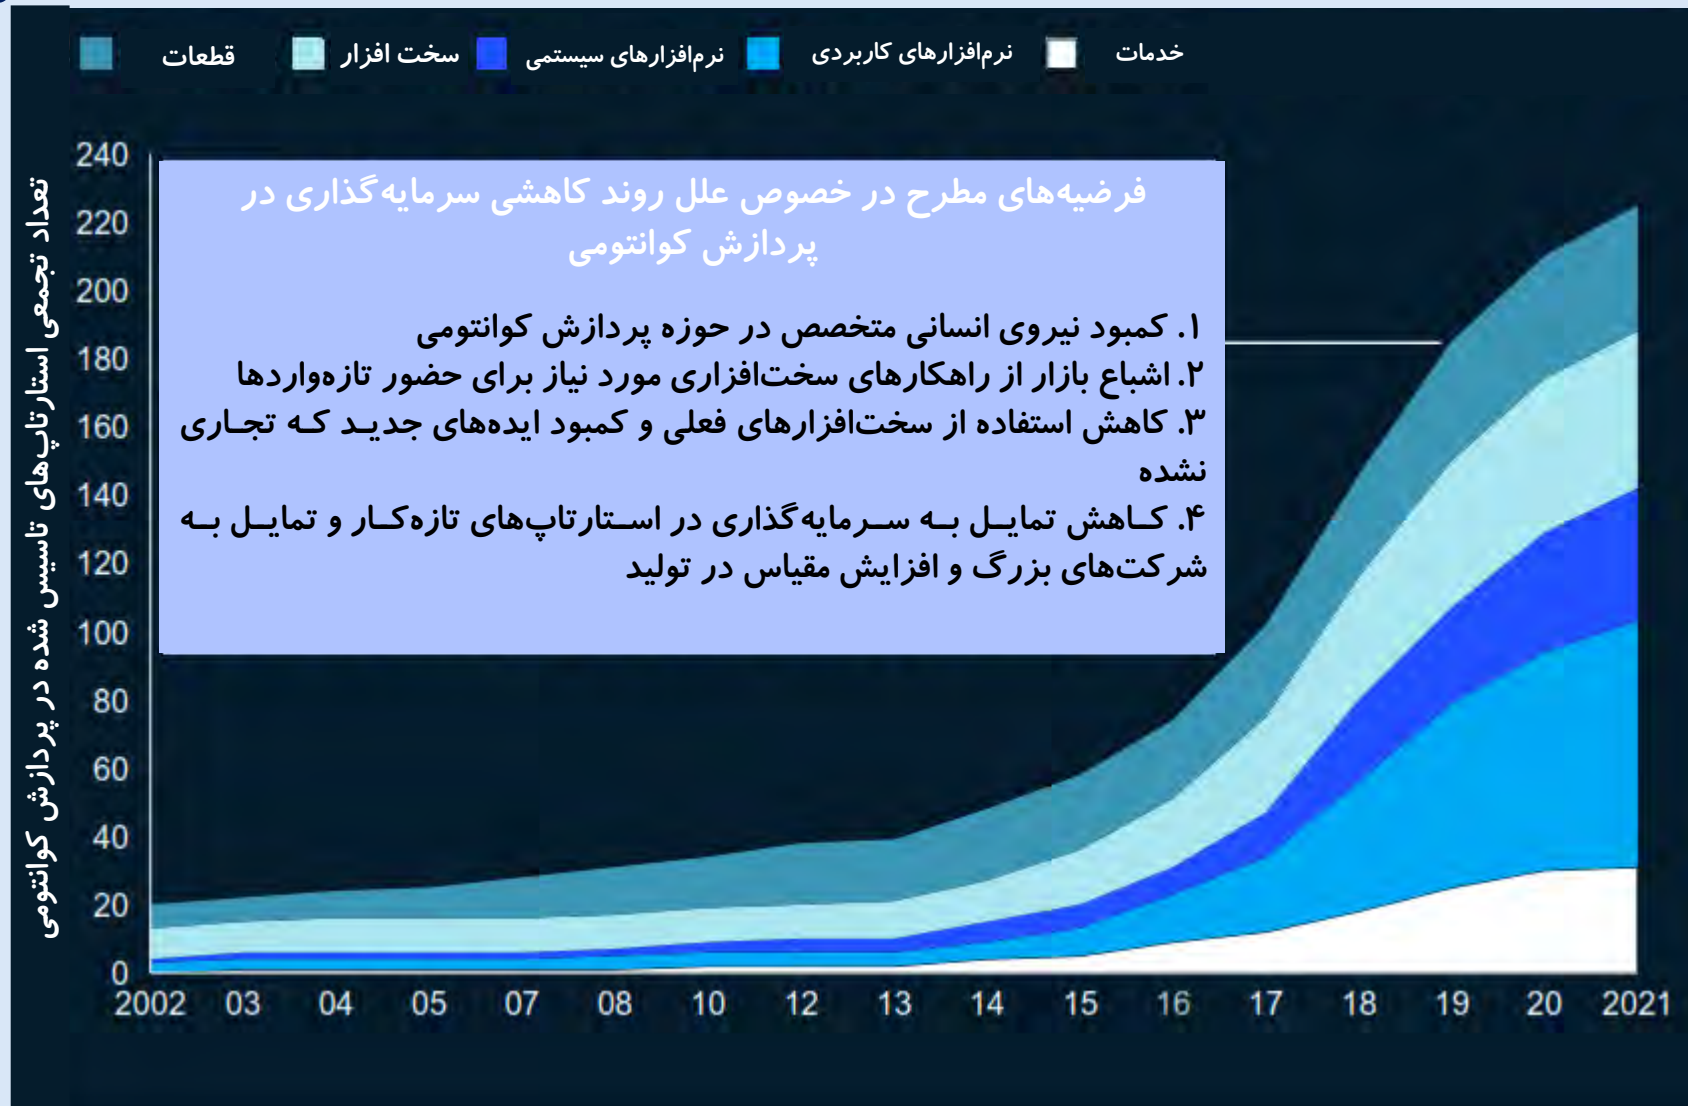 قطعات سخت افزار نرم‌افزارهای سیستمی نرم‌افزارهای کاربردی خدمات
تعداد تجمعی استارتاپ‌های تاسیس شده در پردازش کوانتومی
240
220
200
180
160
140
120
100
80
60
40
20
0
فرضیه‌های مطرح در خصوص علل روند کاهشی سرمایه‌گذاری در
پردازش کوانتومی
۱. کمبود نیروی انسانی متخصص در حوزه پردازش کوانتومی
۲. اشباع بازار از راهکارهای سخت‌افزاری مورد نیاز برای حضور تازه‌واردها
۳. کاهش استفاده از سخت‌افزارهای فعلی و کمبود ایده‌های جدید که تجاری
نشده
۴. کاهش تمایل به سرمایه‌گذاری در استارتاپ‌های تازه‌کار و تمایل به
شرکت‌های بزرگ و افزایش مقیاس در تولید
2002 03 04 05 07 08 10 12 13 14 15 16 17 18 19 20 2021